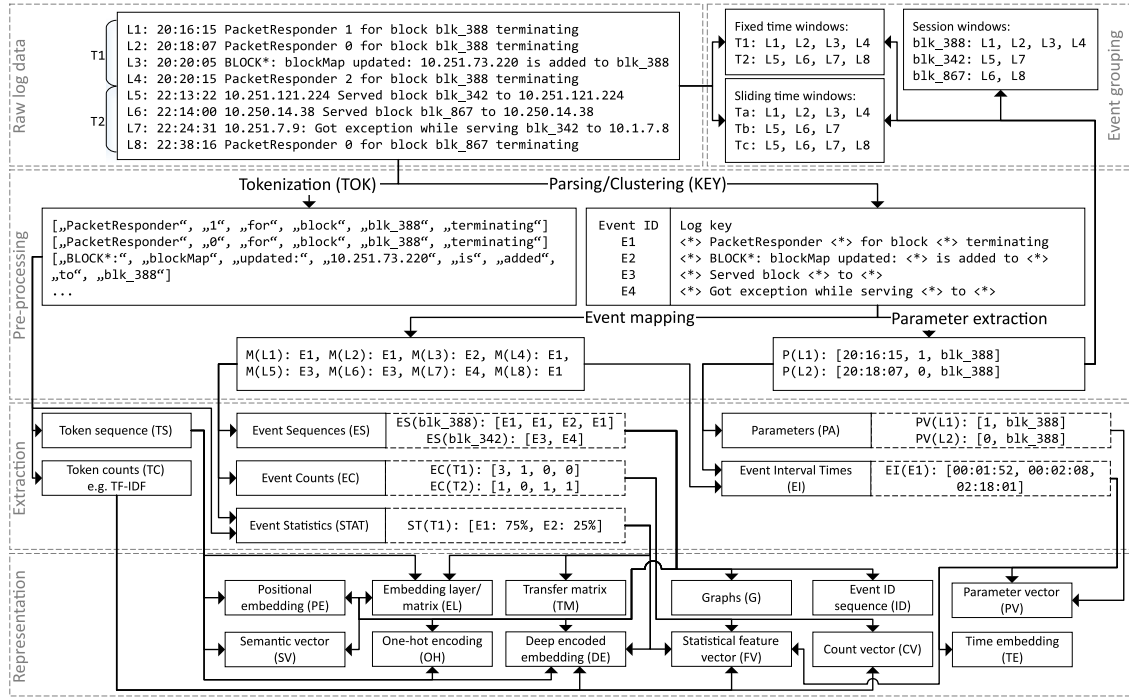 Raw log data
T1
T2
L1: 20:16:15 PacketResponder 1 for block blk_388 terminating
L2: 20:18:07 PacketResponder 0 for block blk_388 terminating
L3: 20:20:05 BLOCK*: blockMap updated: 10.251.73.220 is added to blk_388
L4: 20:20:15 PacketResponder 2 for block blk_388 terminating
L5: 22:13:22 10.251.121.224 Served block blk_342 to 10.251.121.224
L6: 22:14:00 10.250.14.38 Served block blk_867 to 10.250.14.38
L7: 22:24:31 10.251.7.9: Got exception while serving blk_342 to 10.1.7.8
L8: 22:38:16 PacketResponder 0 for block blk_867 terminating
Fixed time windows:
T1: L1, L2, L3, L4
T2: L5, L6, L7, L8
Sliding time windows:
Ta: L1, L2, L3, L4
Tb: L5, L6, L7
Tc: L5, L6, L7, L8
Session windows:
blk_388: L1, L2, L3, L4
blk_342: L5, L7
blk_867: L6, L8
Event grouping
Pre-processing
Tokenization (TOK)
Parsing/Clustering (KEY)
[„PacketResponder“, „1“, „for“, „block“, „blk_388“, „terminating“]
[„PacketResponder“, „0“, „for“, „block“, „blk_388“, „terminating“]
[„BLOCK*:“, „blockMap“, „updated:“, „10.251.73.220“, „is“, „added“,
„to“, „blk_388“]
...
Event ID Log key
E1 <*> PacketResponder <*> for block <*> terminating
E2 <*> BLOCK*: blockMap updated: <*> is added to <*>
E3 <*> Served block <*> to <*>
E4 <*> Got exception while serving <*> to <*>
Event mapping
Parameter extraction
M(L1): E1, M(L2): E1, M(L3): E2, M(L4): E1,
M(L5): E3, M(L6): E3, M(L7): E4, M(L8): E1
P(L1): [20:16:15, 1, blk_388]
P(L2): [20:18:07, 0, blk_388]
Extraction
Token sequence (TS)
Token counts (TC)
e.g. TF-IDF
Event Sequences (ES)
ES(blk_388): [E1, E1, E2, E1]
ES(blk_342): [E3, E4]
Event Counts (EC)
EC(T1): [3, 1, 0, 0]
EC(T2): [1, 0, 1, 1]
Event Statistics (STAT)
ST(T1): [E1: 75%, E2: 25%]
Parameters (PA)
PV(L1): [1, blk_388]
PV(L2): [0, blk_388]
Event Interval Times
(EI)
EI(E1): [00:01:52, 00:02:08,
02:18:01]
Representation
Positional
embedding (PE)
Embedding layer/
matrix (EL)
Transfer matrix
(TM)
Graphs (G)
Event ID
sequence (ID)
Parameter vector
(PV)
Semantic vector
(SV)
One-hot encoding
(OH)
Deep encoded
embedding (DE)
Statistical feature
vector (FV)
Count vector (CV)
Time embedding
(TE)